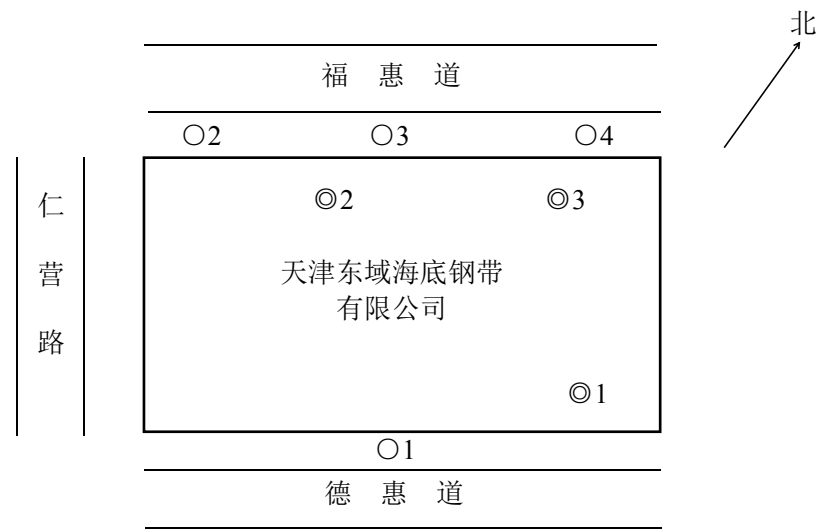 北
福 惠 道
○2 ○3 ○4
仁营路
◎2 ◎3
天津东域海底钢带
有限公司
◎1
○1
德 惠 道